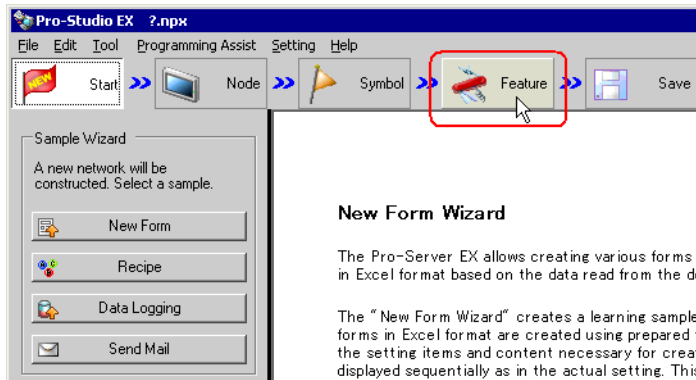 Pro-Studio EX ?.npx
File Edit Tool Programming Assist Setting Help
NEW Start Node Symbol Feature Save
Sample Wizard
A new network will be
constructed. Select a sample.
New Form
Recipe
Data Logging
Send Mail
New Form Wizard
The Pro-Server EX allows creating various forms
in Excel format based on the data read from the
The "New Form Wizard" creates a learning sample
forms in Excel format are created using prepared
the setting items and content necessary for
displayed sequentially as in the actual setting.